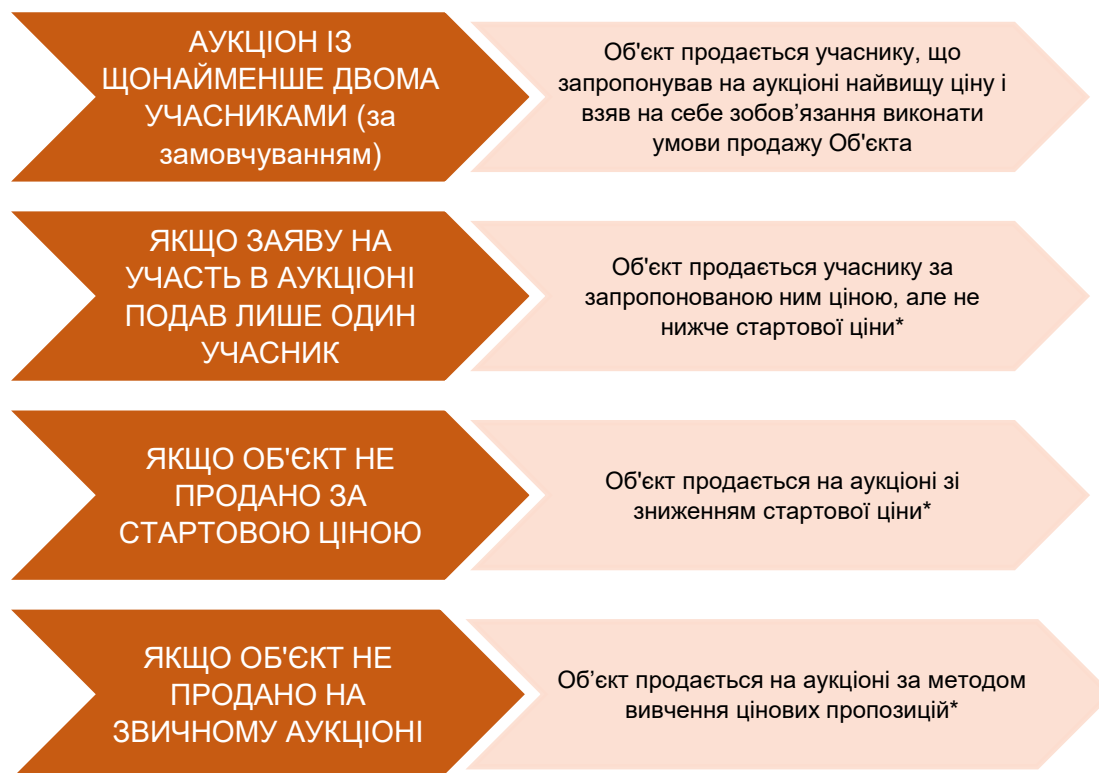 АУКЦІОН ІЗ
ЩОНАЙМЕНШЕ ДВОМА
УЧАСНИКАМИ (за
замовчуванням)
Об'єкт продається учаснику, що
запропонував на аукціоні найвищу ціну і
взяв на себе зобов’язання виконати
умови продажу Об'єкта
ЯКЩО ЗАЯВУ НА
УЧАСТЬ В АУКЦІОНІ
ПОДАВ ЛИШЕ ОДИН
УЧАСНИК
Об'єкт продається учаснику за
запропонованою ним ціною, але не
нижче стартової ціни*
ЯКЩО ОБ'ЄКТ НЕ
ПРОДАНО ЗА
СТАРТОВОЮ ЦІНОЮ
Об'єкт продається на аукціоні зі
зниженням стартової ціни*
ЯКЩО ОБ'ЄКТ НЕ
ПРОДАНО НА
ЗВИЧНОМУ АУКЦІОНІ
Об’єкт продається на аукціоні за методом
вивчення цінових пропозицій*